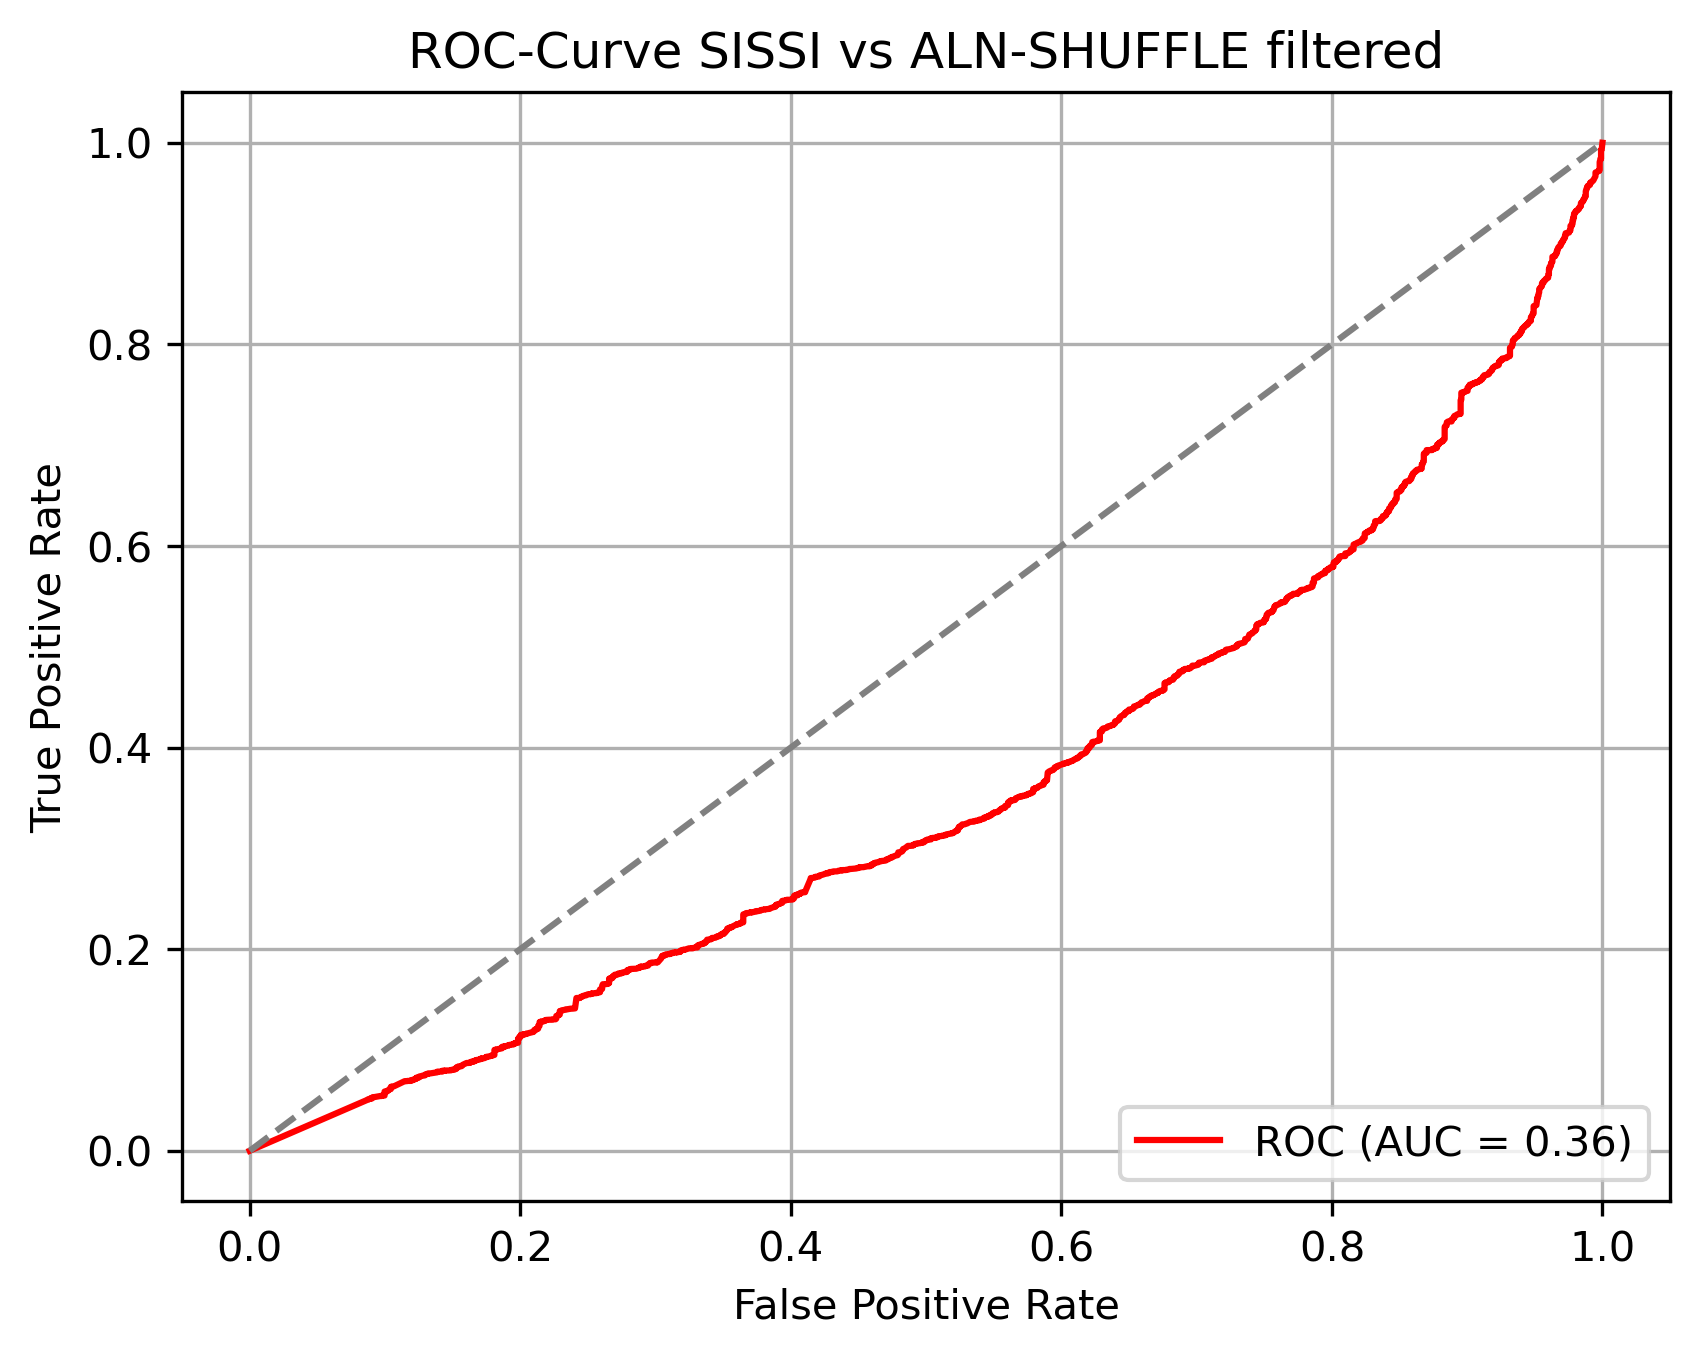 ROC-Curve SISSI vs ALN-SHUFFLE filtered
1.0
0.8
0.6
0.4
0.2
0.0
True Positive Rate
ROC (AUC = 0.36)
0.0 0.2 0.4 0.6 0.8 1.0
False Positive Rate